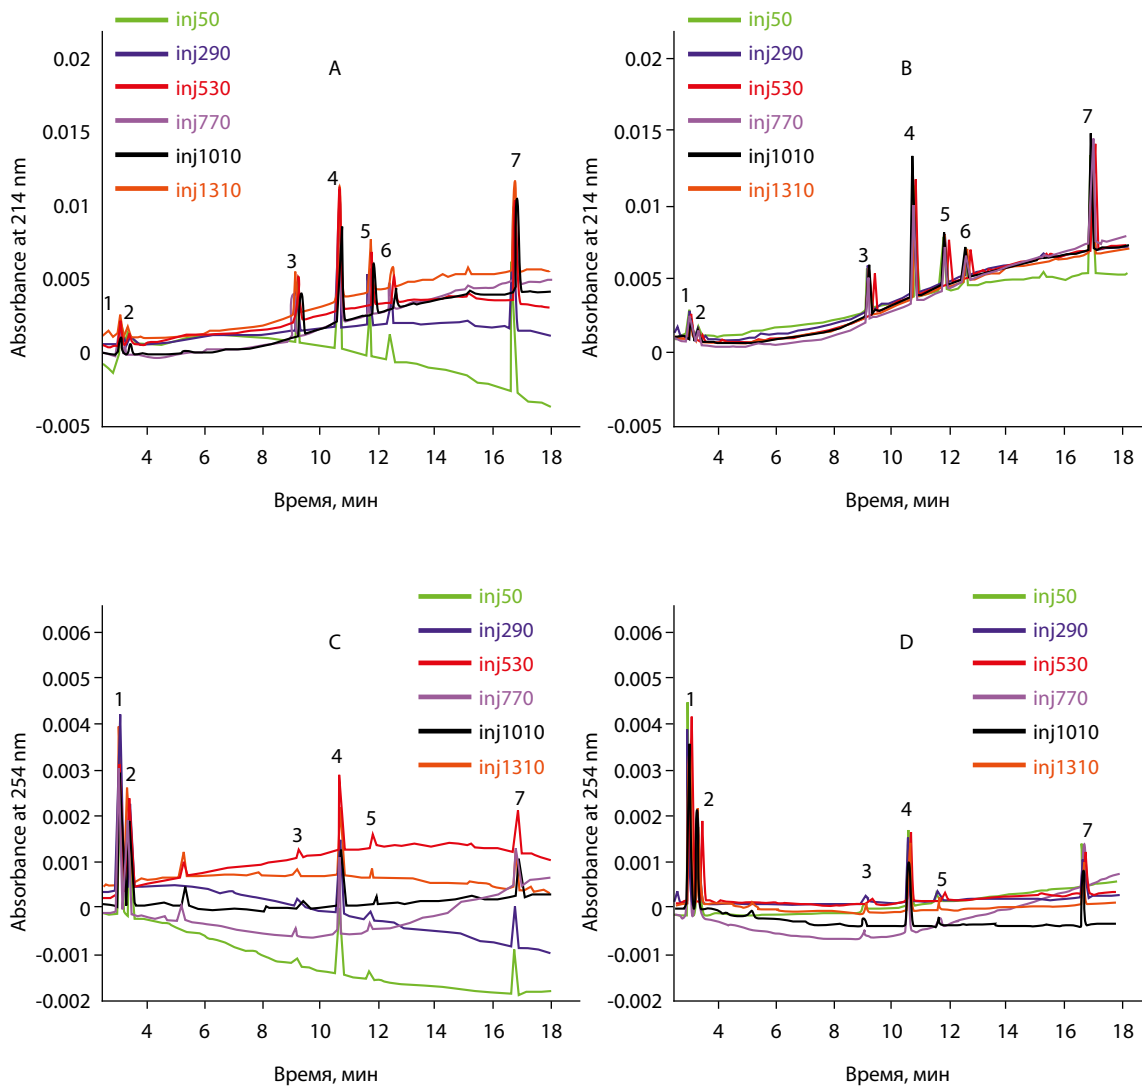 inj50
inj290
inj530
inj770
inj1010
inj1310
A
0.02
0.015
0.01
0.005
0
-0.005
Absorbance at 214 nm
1
2
3
4
5
6
7
4 6 8 10 12 14 16 18
Время, мин
inj50
inj290
inj530
inj770
inj1010
inj1310
B
0.02
0.015
0.01
0.005
0
-0.005
Absorbance at 214 nm
1
2
3
4
5
6
7
4 6 8 10 12 14 16 18
Время, мин
inj50
inj290
inj530
inj770
inj1010
inj1310
C
0.006
0.005
0.004
0.003
0.002
0.001
0
-0.001
-0.002
Absorbance at 254 nm
1
2
3
4
5
7
4 6 8 10 12 14 16 18
Время, мин
inj50
inj290
inj530
inj770
inj1010
inj1310
D
0.006
0.005
0.004
0.003
0.002
0.001
0
-0.001
-0.002
Absorbance at 254 nm
1
2
3
4
5
7
4 6 8 10 12 14 16 18
Время, мин